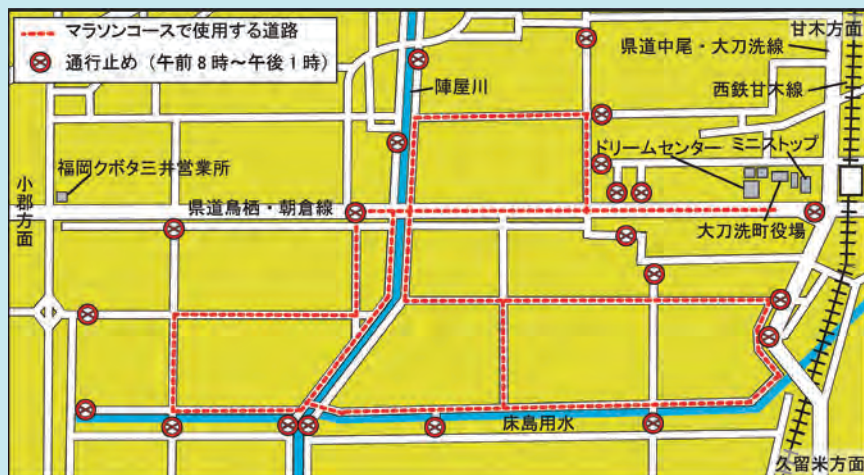 マラソンコースで使用する道路
通行止め（午前8時～午後1時）
甘木方面
県道中尾・大刀洗線
西鉄甘木線
陣屋川
ドリームセンター
ミニストップ
福岡クボタ三井営業所
小郡方面
県道鳥栖・朝倉線
大刀洗町役場
床島用水
久留米方面